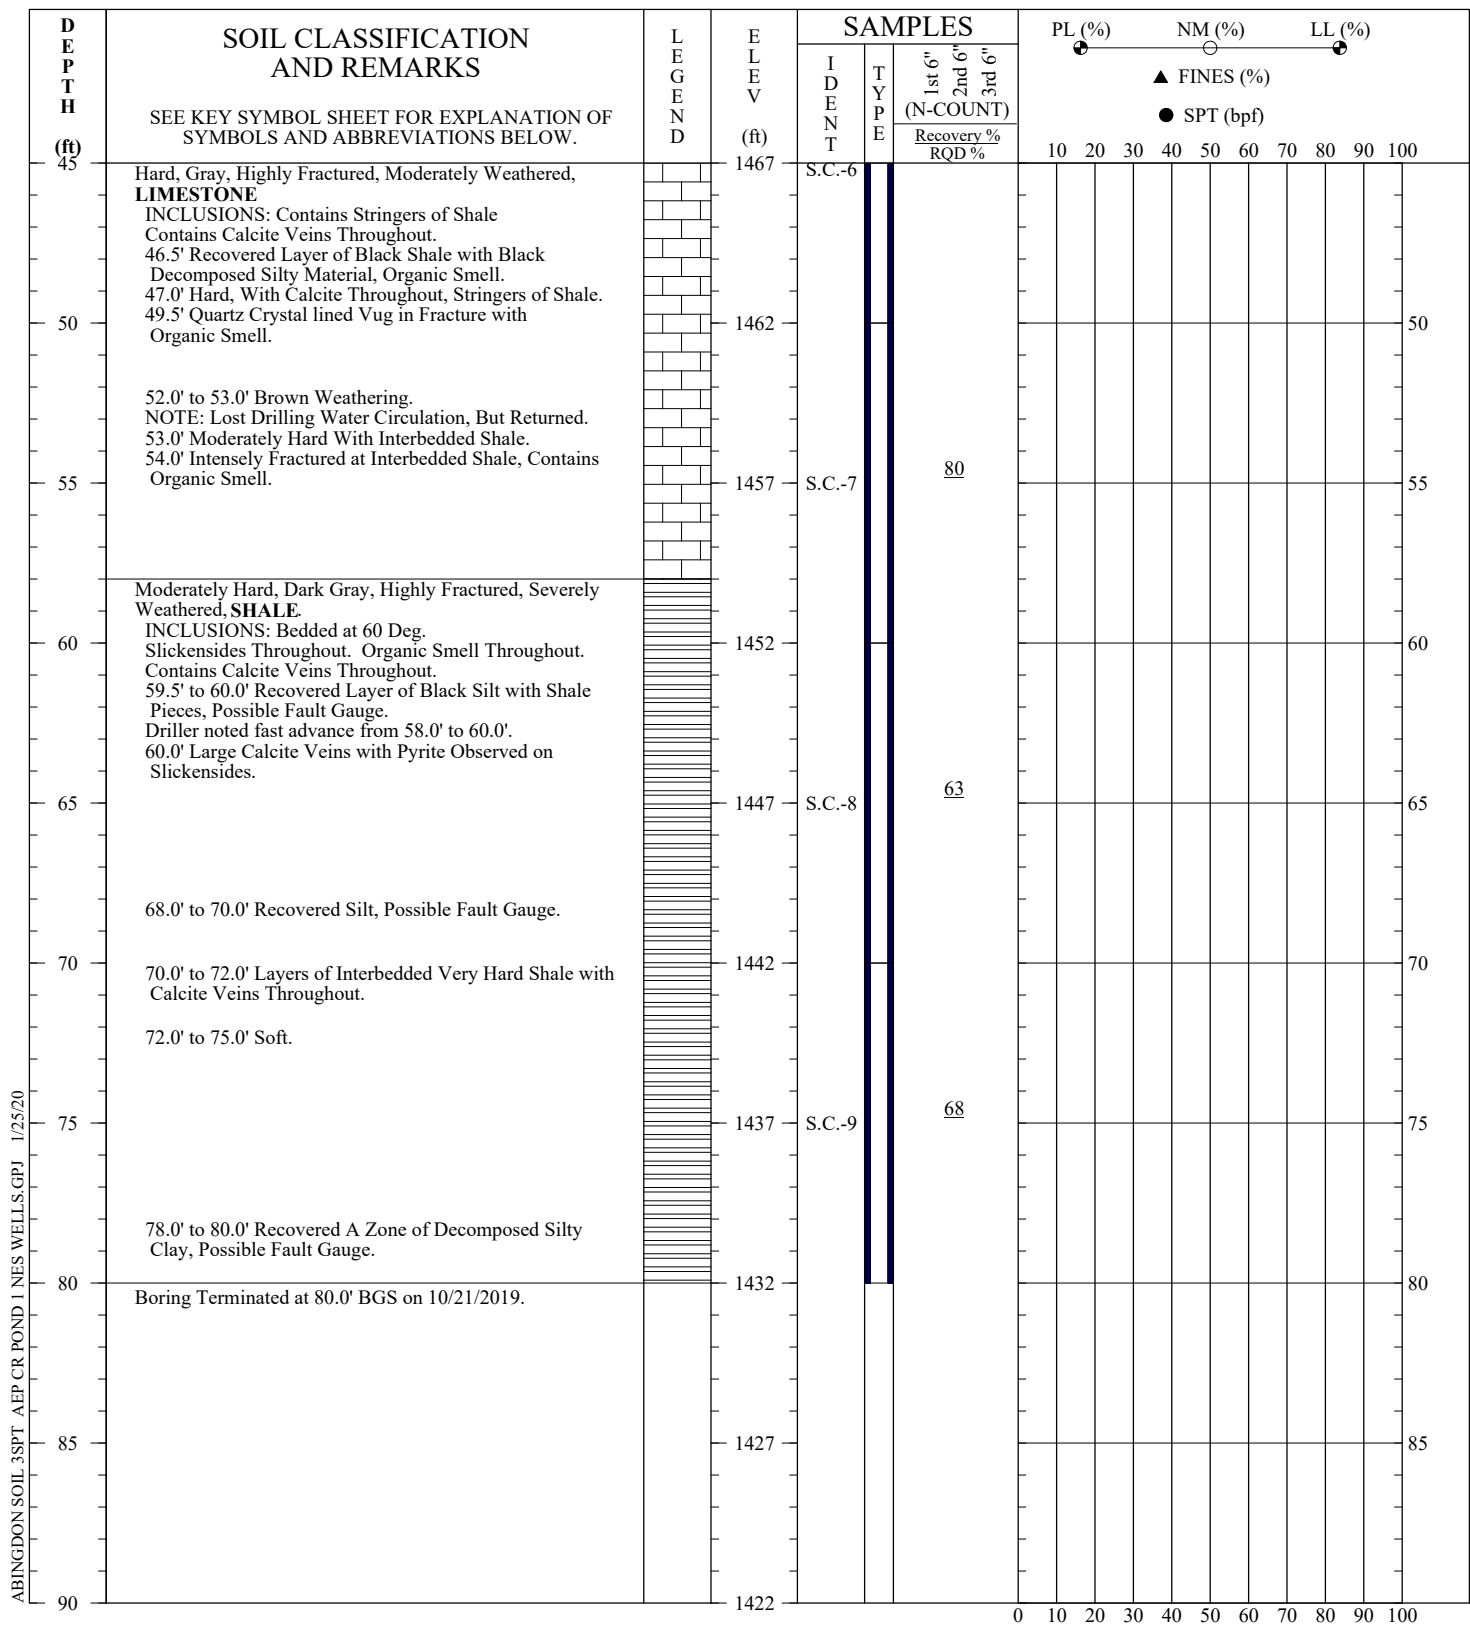 DEPTH
(ft)
SOIL CLASSIFICATION
AND REMARKS
SEE KEY SYMBOL SHEET FOR EXPLANATION OF
SYMBOLS AND ABBREVIATIONS BELOW.
LEGEND
ELEV
(ft)
SAMPLES
IDENT
TYPE
1st 6"
2nd 6"
3rd 6"
(N-COUNT)
Recovery %
RQD %
PL (%) NM (%) LL (%)
▲ FINES (%)
● SPT (bpf)
10 20 30 40 50 60 70 80 90 100
45 1467 S.C.-6
Hard, Gray, Highly Fractured, Moderately Weathered,
LIMESTONE
INCLUSIONS: Contains Stringers of Shale
Contains Calcite Veins Throughout.
46.5' Recovered Layer of Black Shale with Black
Decomposed Silty Material, Organic Smell.
47.0' Hard, With Calcite Throughout, Stringers of Shale.
49.5' Quartz Crystal lined Vug in Fracture with
Organic Smell.
50 1462 50
52.0' to 53.0' Brown Weathering.
NOTE: Lost Drilling Water Circulation, But Returned.
53.0' Moderately Hard With Interbedded Shale.
54.0' Intensely Fractured at Interbedded Shale, Contains
Organic Smell.
80
55 1457 S.C.-7 55
Moderately Hard, Dark Gray, Highly Fractured, Severely
Weathered, SHALE.
INCLUSIONS: Bedded at 60 Deg.
Slickensides Throughout. Organic Smell Throughout.
Contains Calcite Veins Throughout.
59.5' to 60.0' Recovered Layer of Black Silt with Shale
Pieces, Possible Fault Gauge.
Driller noted fast advance from 58.0' to 60.0'.
60.0' Large Calcite Veins with Pyrite Observed on
Slickensides.
60 1452 60
63
65 1447 S.C.-8 65
68.0' to 70.0' Recovered Silt, Possible Fault Gauge.
70 1442 70
70.0' to 72.0' Layers of Interbedded Very Hard Shale with
Calcite Veins Throughout.
72.0' to 75.0' Soft.
68
75 1437 S.C.-9 75
78.0' to 80.0' Recovered A Zone of Decomposed Silty
Clay, Possible Fault Gauge.
80 1432 80
Boring Terminated at 80.0' BGS on 10/21/2019.
85 1427 85
90 1422
0 10 20 30 40 50 60 70 80 90 100
ABINGDON SOIL 3SPT AEP CR POND 1 NES WELLS.GPJ 1/25/20